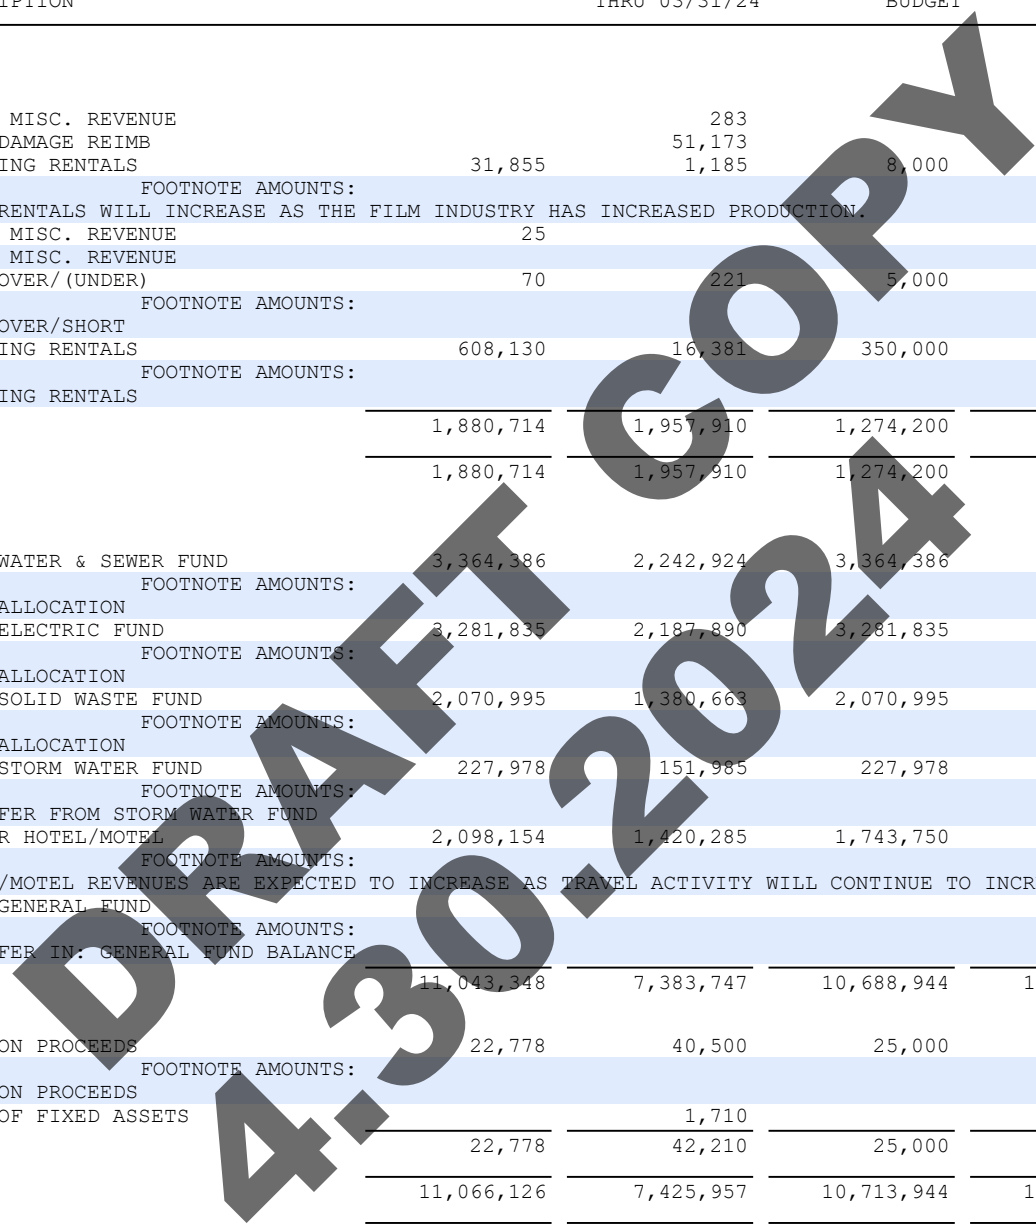 IPTION THRU 03/31/24 BUDGET
MISC. REVENUE 283
DAMAGE REIMB 51,173
ING RENTALS 31,855 1,185 8,000
FOOTNOTE AMOUNTS:
RENTALS WILL INCREASE AS THE FILM INDUSTRY HAS INCREASED PRODUCTION.
MISC. REVENUE 25
MISC. REVENUE
OVER/(UNDER) 70 221 5,000
FOOTNOTE AMOUNTS:
OVER/SHORT
ING RENTALS 608,130 16,381 350,000
FOOTNOTE AMOUNTS:
ING RENTALS
1,880,714 1,957,910 1,274,200
1,880,714 1,957,910 1,274,200
WATER & SEWER FUND 3,364,386 2,242,924 3,364,386
FOOTNOTE AMOUNTS:
ALLOCATION
ELECTRIC FUND 3,281,835 2,187,890 3,281,835
FOOTNOTE AMOUNTS:
ALLOCATION
SOLID WASTE FUND 2,070,995 1,380,663 2,070,995
FOOTNOTE AMOUNTS:
ALLOCATION
STORM WATER FUND 227,978 151,985 227,978
FOOTNOTE AMOUNTS:
FER FROM STORM WATER FUND
R HOTEL/MOTEL 2,098,154 1,420,285 1,743,750
FOOTNOTE AMOUNTS:
/MOTEL REVENUES ARE EXPECTED TO INCREASE AS TRAVEL ACTIVITY WILL CONTINUE TO INCR
GENERAL FUND
FOOTNOTE AMOUNTS:
FER IN: GENERAL FUND BALANCE
11,043,348 7,383,747 10,688,944 1
ON PROCEEDS 22,778 40,500 25,000
FOOTNOTE AMOUNTS:
ON PROCEEDS
OF FIXED ASSETS 1,710
22,778 42,210 25,000
11,066,126 7,425,957 10,713,944 1
DRAFT COPY
4.30.2024